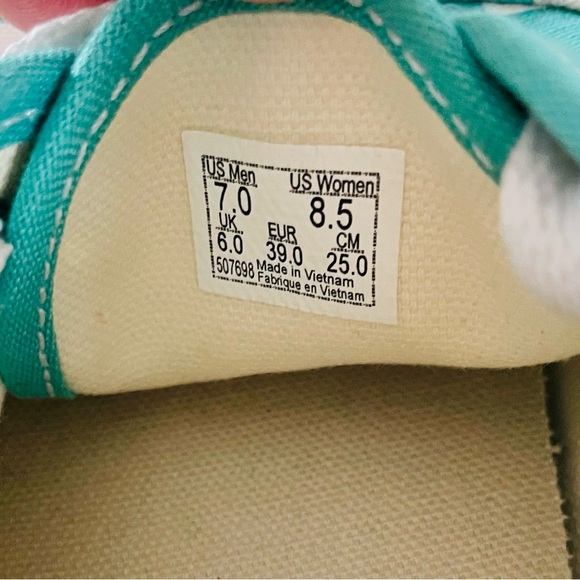 US Men US Women
7.0 8.5
UK EUR CM
6.0 39.0 25.0
507698 Made in Vietnam
Fabriqué en Vietnam